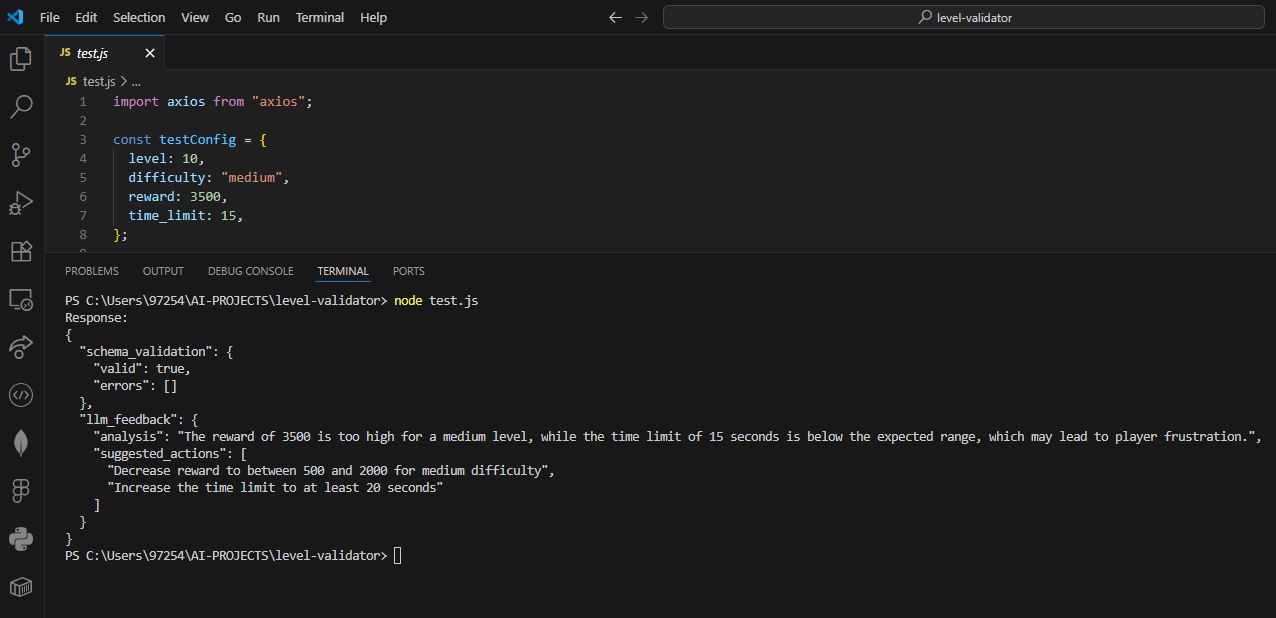 File Edit Selection View Go Run Terminal Help ← → level-validator
JS test.js ×
JS test.js > ...
1 import axios from "axios";
2
3 const testConfig = {
4 level: 10,
5 difficulty: "medium",
6 reward: 3500,
7 time_limit: 15,
8 };
9
PROBLEMS OUTPUT DEBUG CONSOLE TERMINAL PORTS
PS C:\Users\97254\AI-PROJECTS\level-validator> node test.js
Response:
{
"schema_validation": {
"valid": true,
"errors": []
},
"llm_feedback": {
"analysis": "The reward of 3500 is too high for a medium level, while the time limit of 15 seconds is below the expected range, which may lead to player frustration.",
"suggested_actions": [
"Decrease reward to between 500 and 2000 for medium difficulty",
"Increase the time limit to at least 20 seconds"
]
}
}
PS C:\Users\97254\AI-PROJECTS\level-validator>